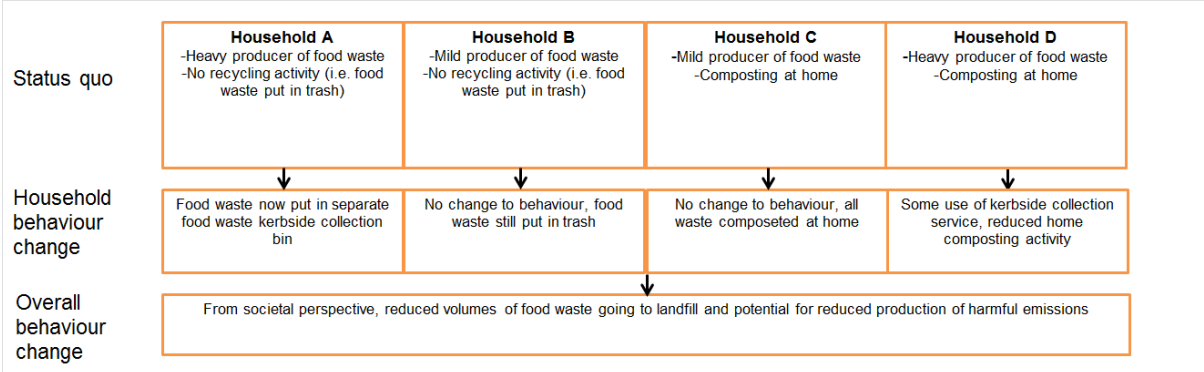 Status quo
Household A
-Heavy producer of food waste
-No recycling activity (i.e. food
waste put in trash)
Household B
-Mild producer of food waste
-No recycling activity (i.e. food
waste put in trash)
Household C
-Mild producer of food waste
-Composting at home
Household D
-Heavy producer of food waste
-Composting at home
Household
behaviour
change
Food waste now put in separate
food waste kerbside collection
bin
No change to behaviour, food
waste still put in trash
No change to behaviour, all
waste composeted at home
Some use of kerbside collection
service, reduced home
composting activity
Overall
behaviour
change
From societal perspective, reduced volumes of food waste going to landfill and potential for reduced production of harmful emissions